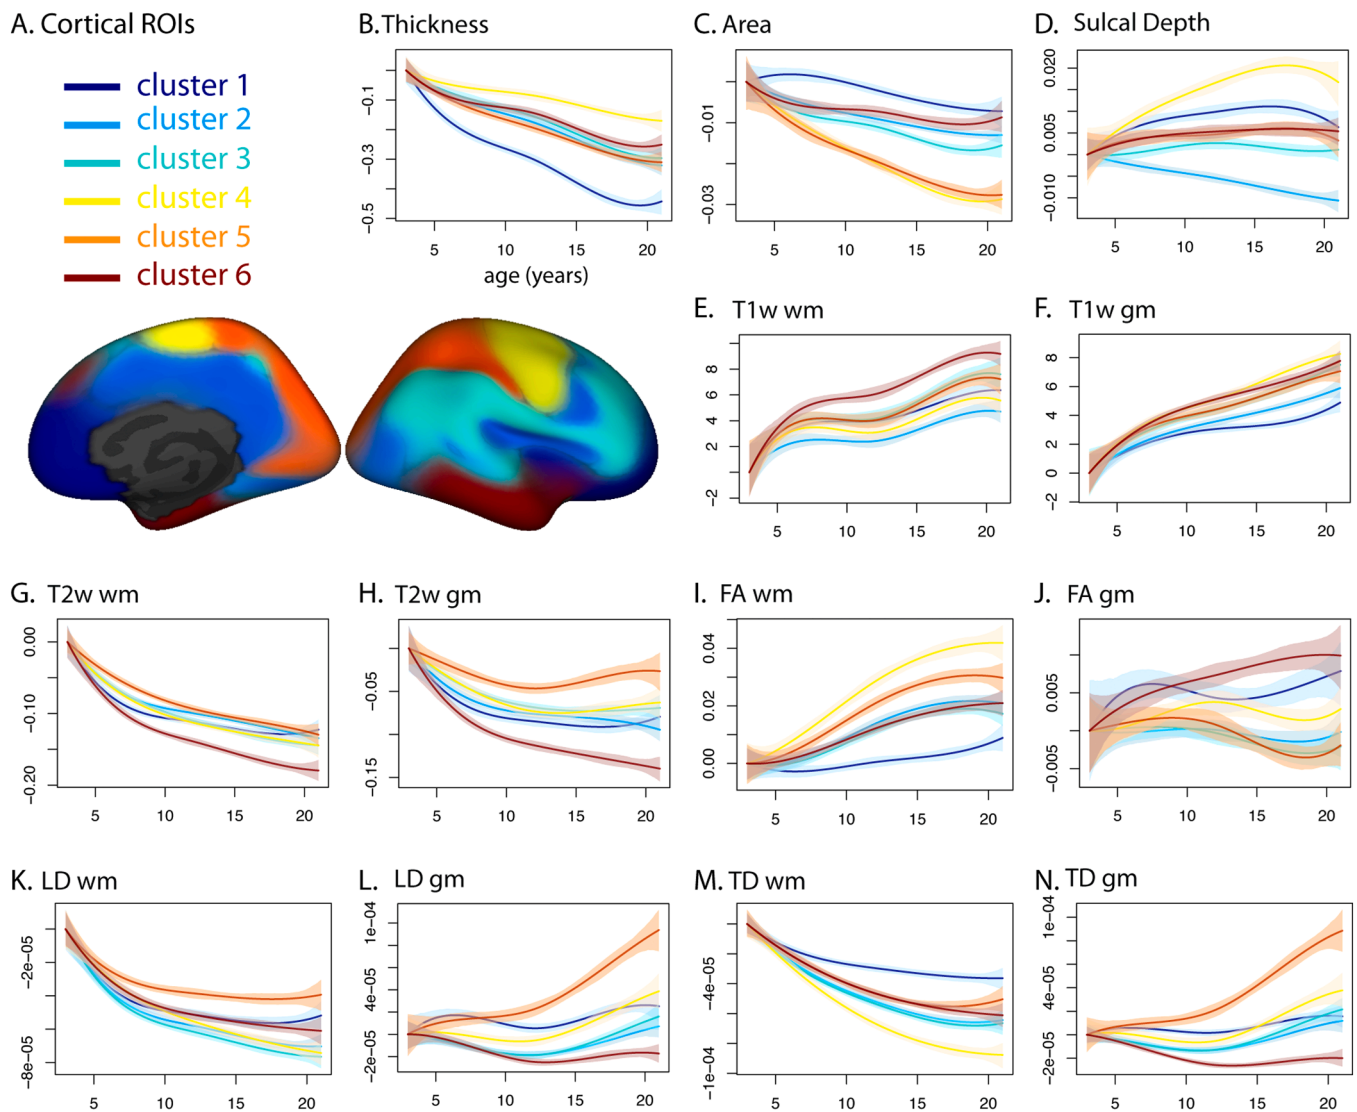 A. Cortical ROIs
cluster 1
cluster 2
cluster 3
cluster 4
cluster 5
cluster 6
B. Thickness
-0.1
-0.3
-0.5
5 10 15 20
age (years)
C. Area
-0.01
-0.03
5 10 15 20
D. Sulcal Depth
0.020
0.005
-0.010
5 10 15 20
E. T1w wm
8
6
4
2
-2
5 10 15 20
F. T1w gm
8
6
4
2
0
-2
5 10 15 20
G. T2w wm
0.00
-0.10
-0.20
5 10 15 20
H. T2w gm
-0.05
-0.15
5 10 15 20
I. FA wm
0.04
0.02
0.00
5 10 15 20
J. FA gm
0.005
-0.005
5 10 15 20
K. LD wm
-2e-05
-8e-05
5 10 15 20
L. LD gm
1e-04
4e-05
-2e-05
5 10 15 20
M. TD wm
-4e-05
-1e-04
5 10 15 20
N. TD gm
1e-04
4e-05
-2e-05
5 10 15 20